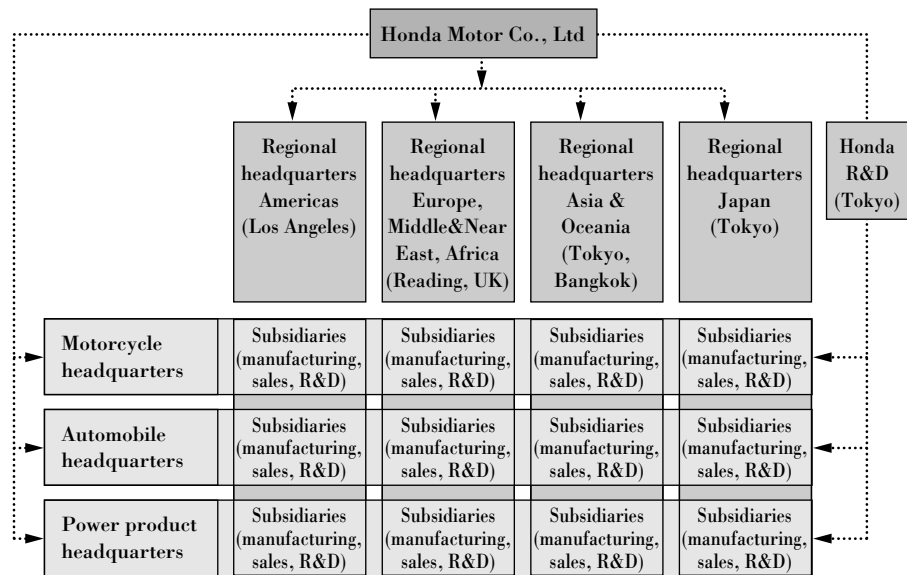 Honda Motor Co., Ltd
Regional
headquarters
Americas
(Los Angeles)
Regional
headquarters
Europe,
Middle&Near
East, Africa
(Reading, UK)
Regional
headquarters
Asia &
Oceania
(Tokyo,
Bangkok)
Regional
headquarters
Japan
(Tokyo)
Honda
R&D
(Tokyo)
Motorcycle
headquarters
Subsidiaries
(manufacturing,
sales, R&D)
Subsidiaries
(manufacturing,
sales, R&D)
Subsidiaries
(manufacturing,
sales, R&D)
Subsidiaries
(manufacturing,
sales, R&D)
Automobile
headquarters
Subsidiaries
(manufacturing,
sales, R&D)
Subsidiaries
(manufacturing,
sales, R&D)
Subsidiaries
(manufacturing,
sales, R&D)
Subsidiaries
(manufacturing,
sales, R&D)
Power product
headquarters
Subsidiaries
(manufacturing,
sales, R&D)
Subsidiaries
(manufacturing,
sales, R&D)
Subsidiaries
(manufacturing,
sales, R&D)
Subsidiaries
(manufacturing,
sales, R&D)